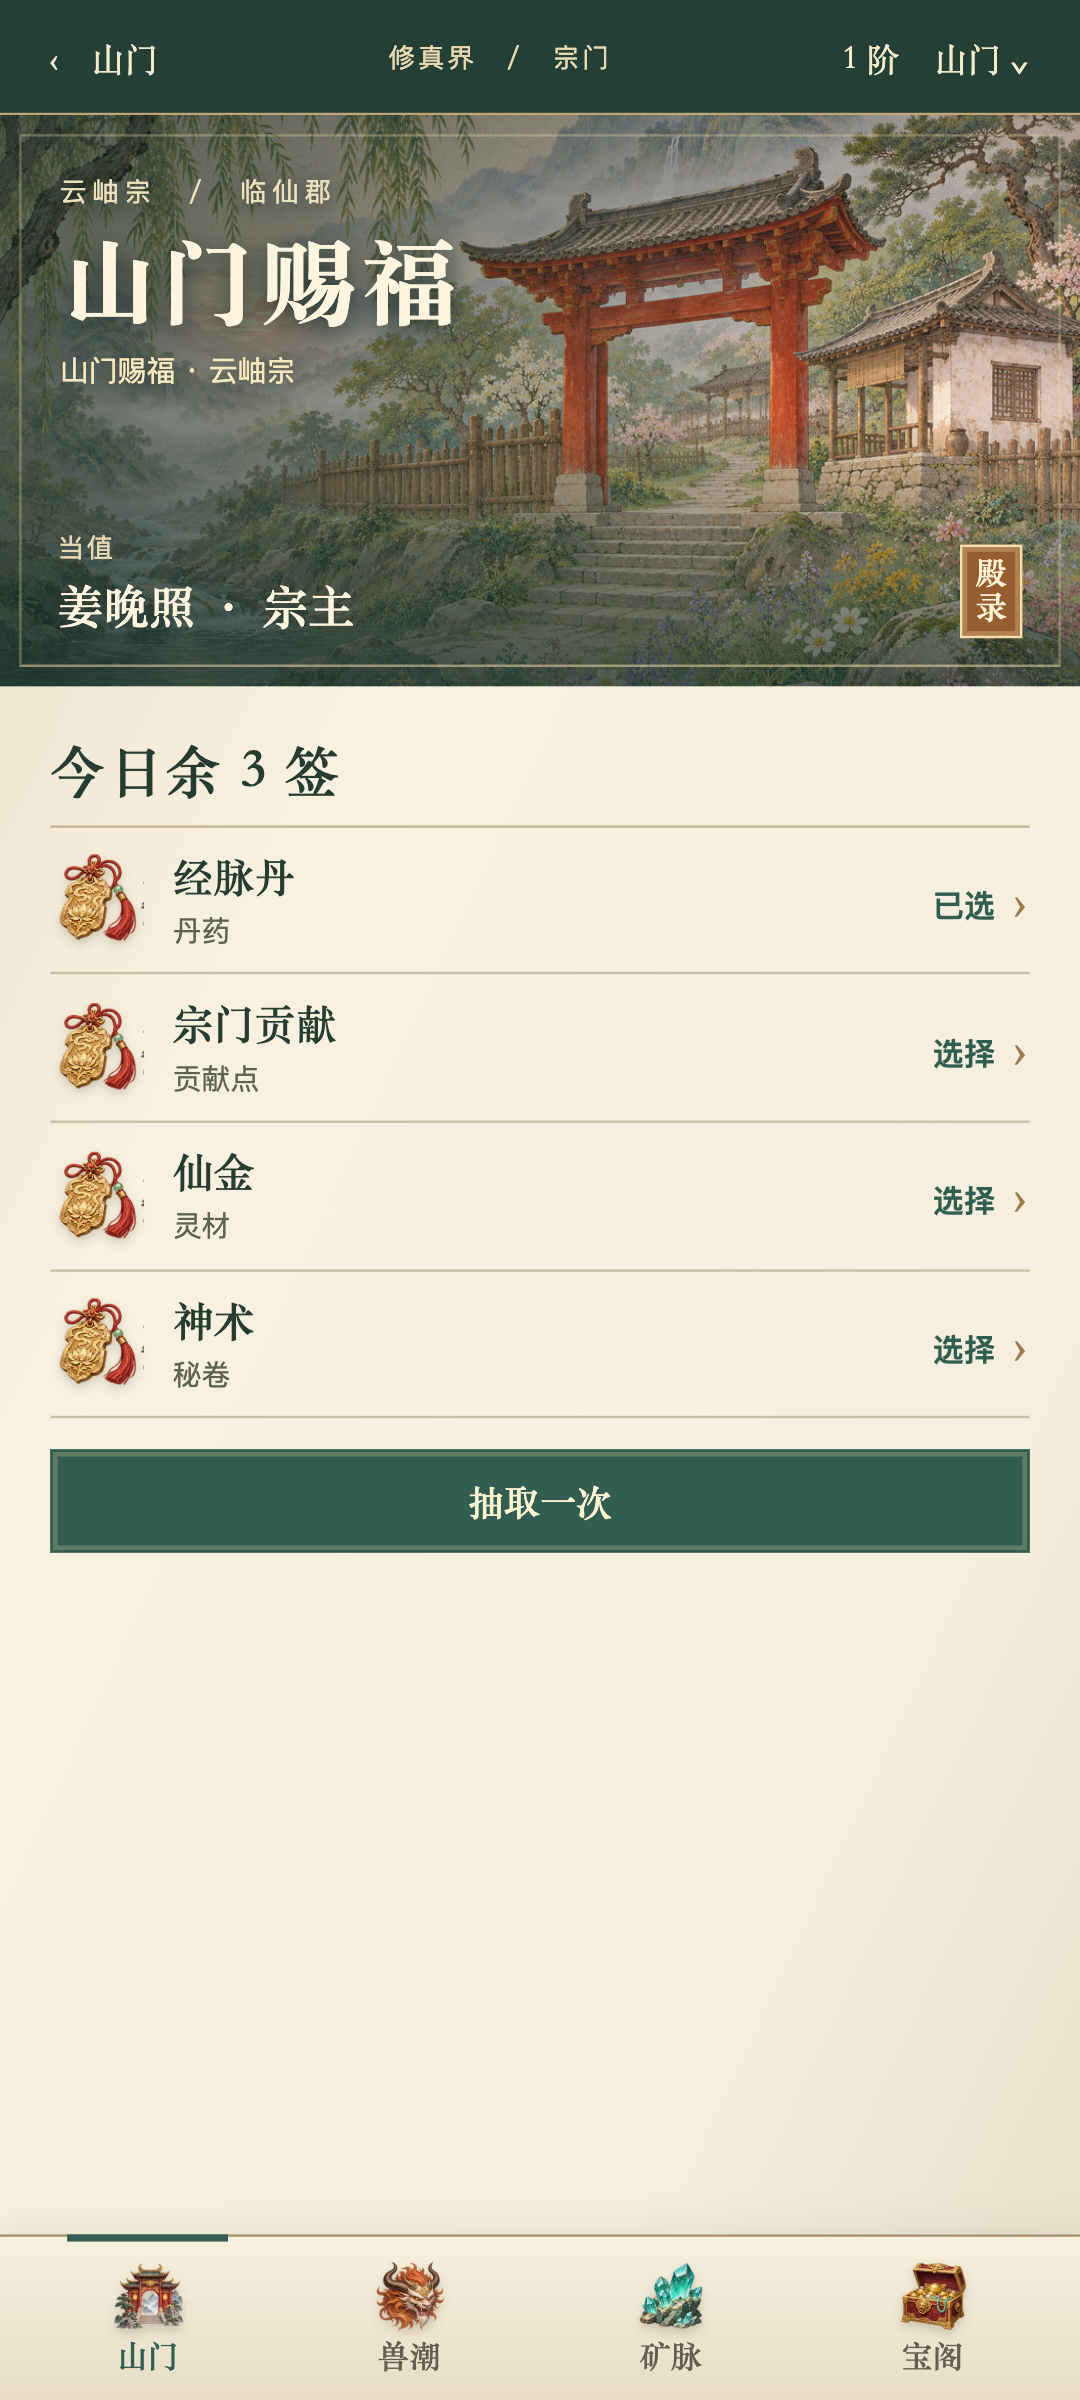 ‹ 山门 修真界 / 宗门 1 阶 山门
云岫宗 / 临仙郡
山门赐福
山门赐福 · 云岫宗
当值
姜晚照 · 宗主
殿录
今日余 3 签
经脉丹
丹药
已选 ›
宗门贡献
贡献点
选择 ›
仙金
灵材
选择 ›
神术
秘卷
选择 ›
抽取一次
山门 兽潮 矿脉 宝阁